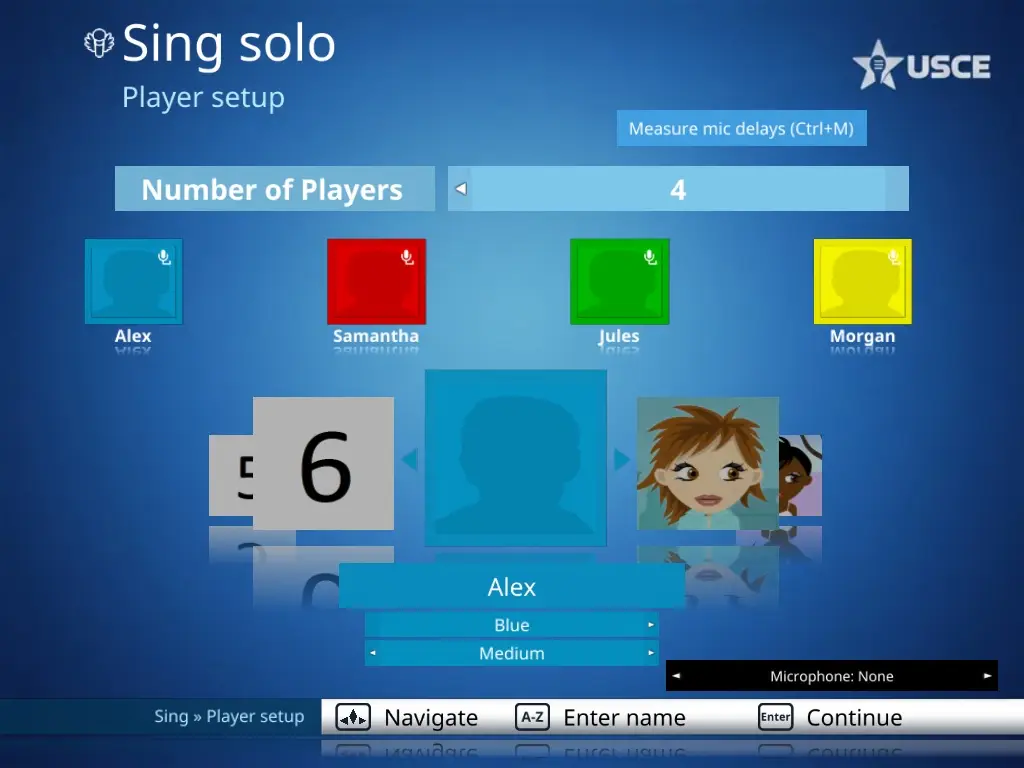 Sing solo
USCE
Player setup
Measure mic delays (Ctrl+M)
Number of Players
4
Alex
Samantha
Jules
Morgan
5
6
Alex
Blue
Medium
Microphone: None
Sing » Player setup
Navigate
A-Z
Enter name
Enter
Continue